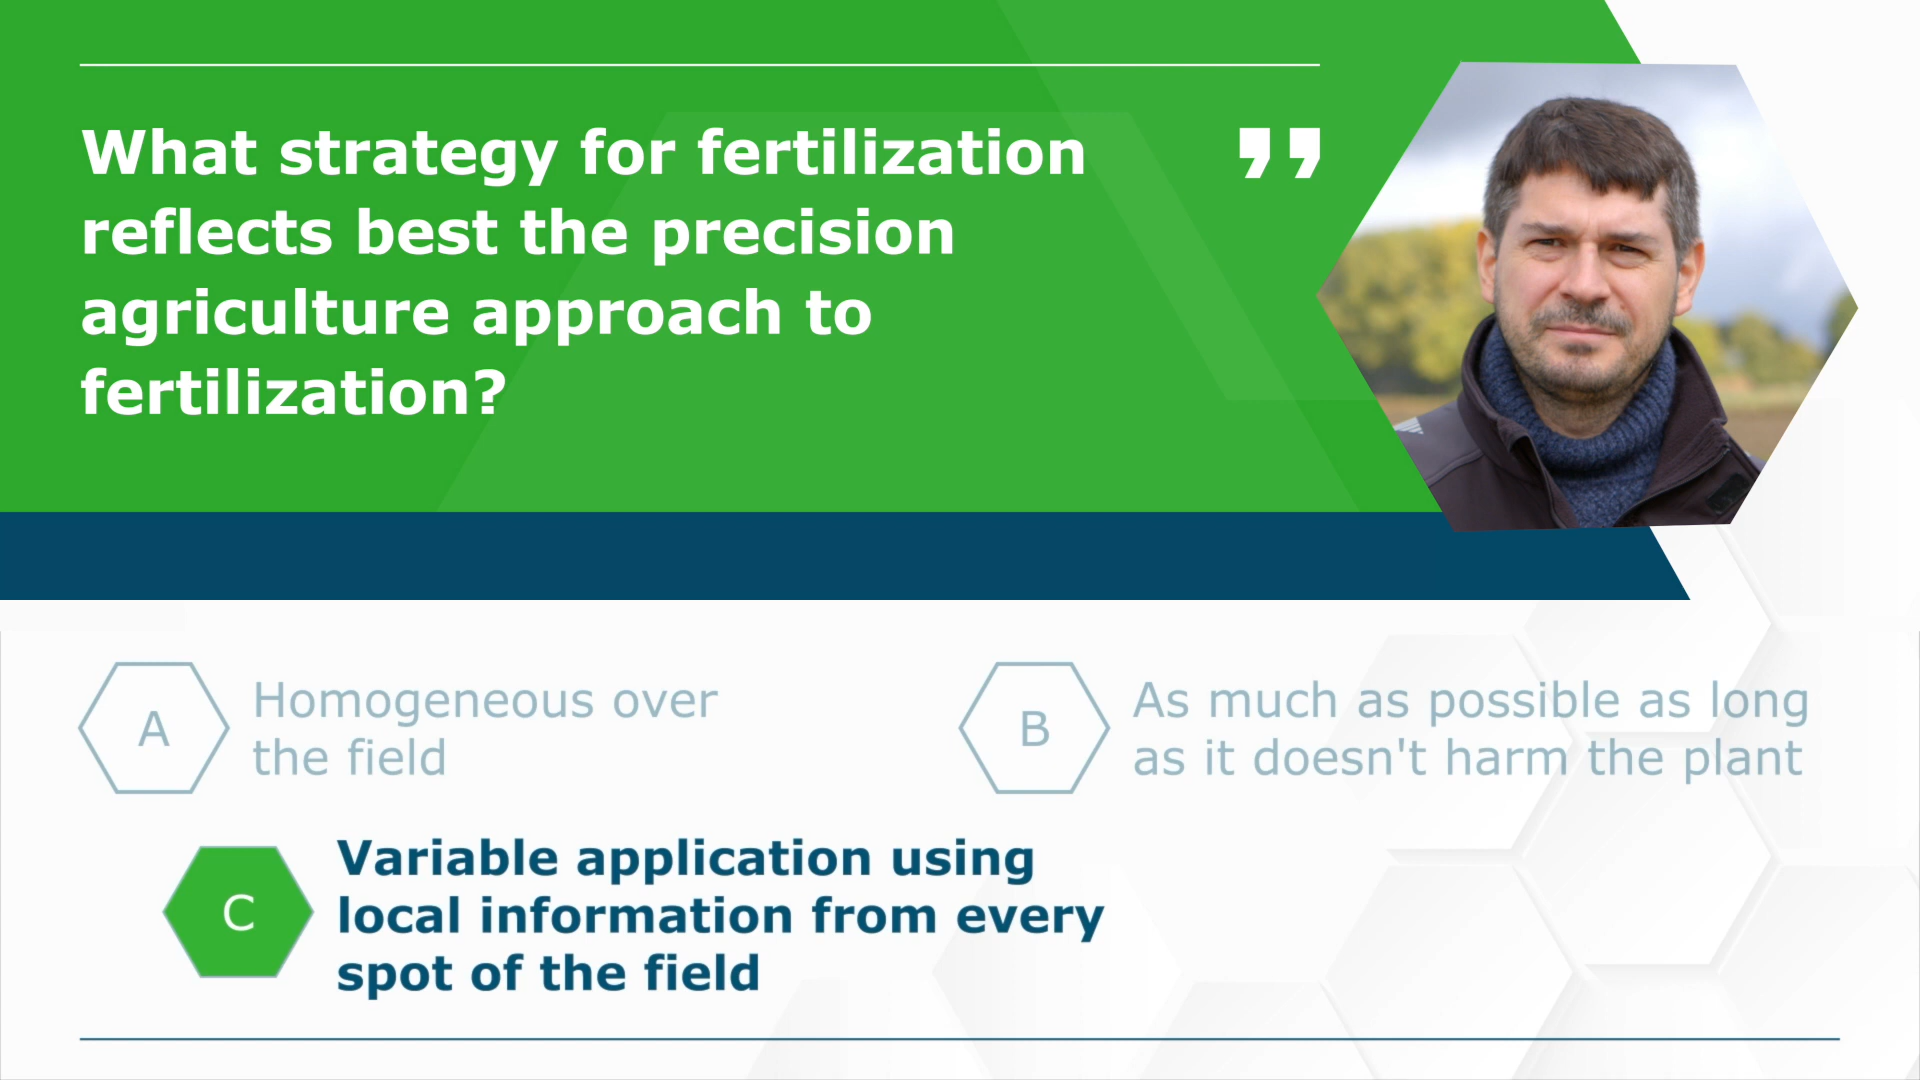 What strategy for fertilization
reflects best the precision
agriculture approach to
fertilization?
”
A
Homogeneous over
the field
B
As much as possible as long
as it doesn't harm the plant
C
Variable application using
local information from every
spot of the field